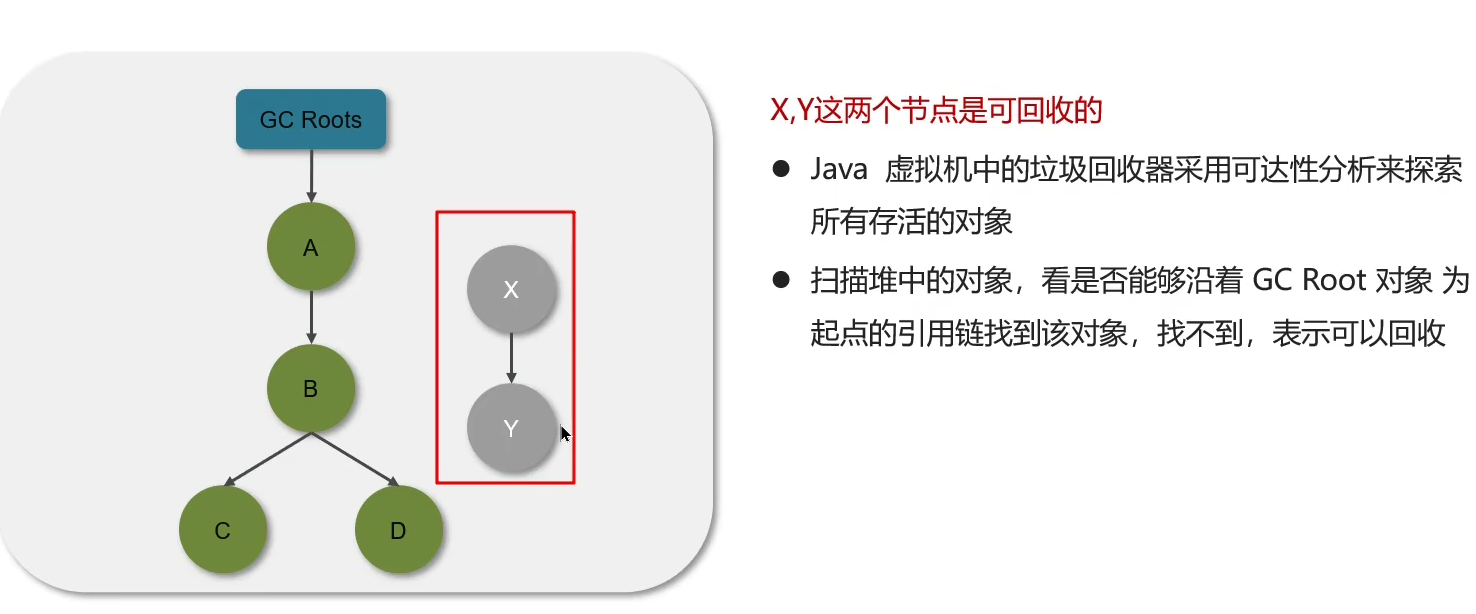 GC Roots
A
B
C
D
X
Y
X,Y这两个节点是可回收的
Java 虚拟机中的垃圾回收器采用可达性分析来探索
所有存活的对象
扫描堆中的对象，看是否能够沿着 GC Root 对象 为
起点的引用链找到该对象，找不到，表示可以回收